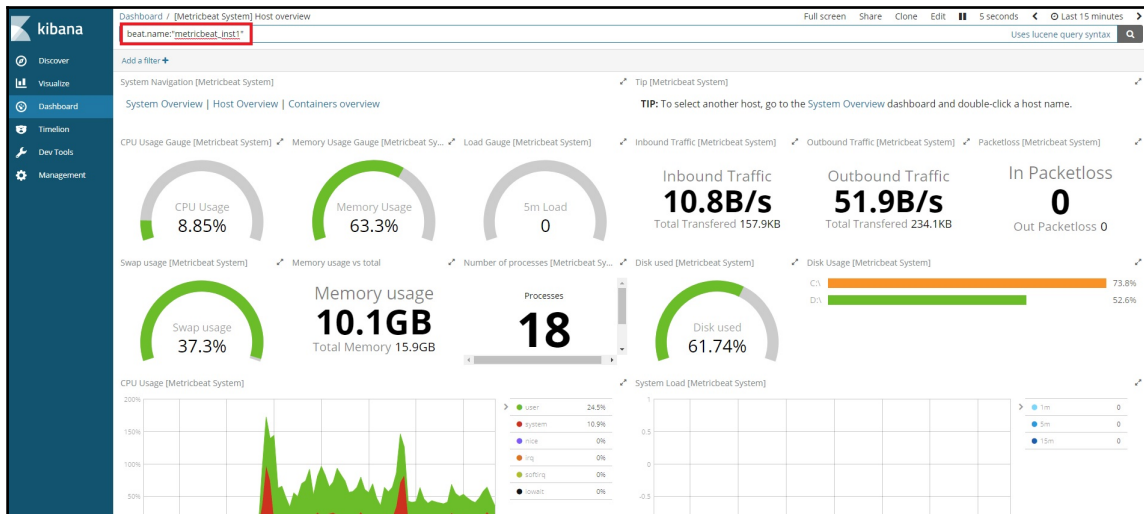 kibana
Discover
Visualize
Dashboard
Timelion
Dev Tools
Management
Dashboard / [Metricbeat System] Host overview
Full screen Share Clone Edit 5 seconds Last 15 minutes
beat.name:"metricbeat_inst1"
Uses lucene query syntax
Add a filter +
System Navigation [Metricbeat System]
System Overview | Host Overview | Containers overview
Tip [Metricbeat System]
TIP: To select another host, go to the System Overview dashboard and double-click a host name.
CPU Usage Gauge [Metricbeat System]
CPU Usage
8.85%
Memory Usage Gauge [Metricbeat Sy...
Memory Usage
63.3%
Load Gauge [Metricbeat System]
5m Load
0
Inbound Traffic [Metricbeat System]
Inbound Traffic
10.8B/s
Total Transfered 157.9KB
Outbound Traffic [Metricbeat System]
Outbound Traffic
51.9B/s
Total Transfered 234.1KB
Packetloss [Metricbeat System]
In Packetloss
0
Out Packetloss 0
Swap usage [Metricbeat System]
Swap usage
37.3%
Memory usage vs total
Memory usage
10.1GB
Total Memory 15.9GB
Number of processes [Metricbeat Sy...
Processes
18
Disk used [Metricbeat System]
Disk used
61.74%
Disk Usage [Metricbeat System]
C:\ 73.8%
D:\ 52.6%
CPU Usage [Metricbeat System]
200%
150%
100%
50%
user 24.5%
system 10.9%
nice 0%
irq 0%
softirq 0%
iowait 0%
System Load [Metricbeat System]
1
0.5
0
-0.5
1m 0
5m 0
15m 0